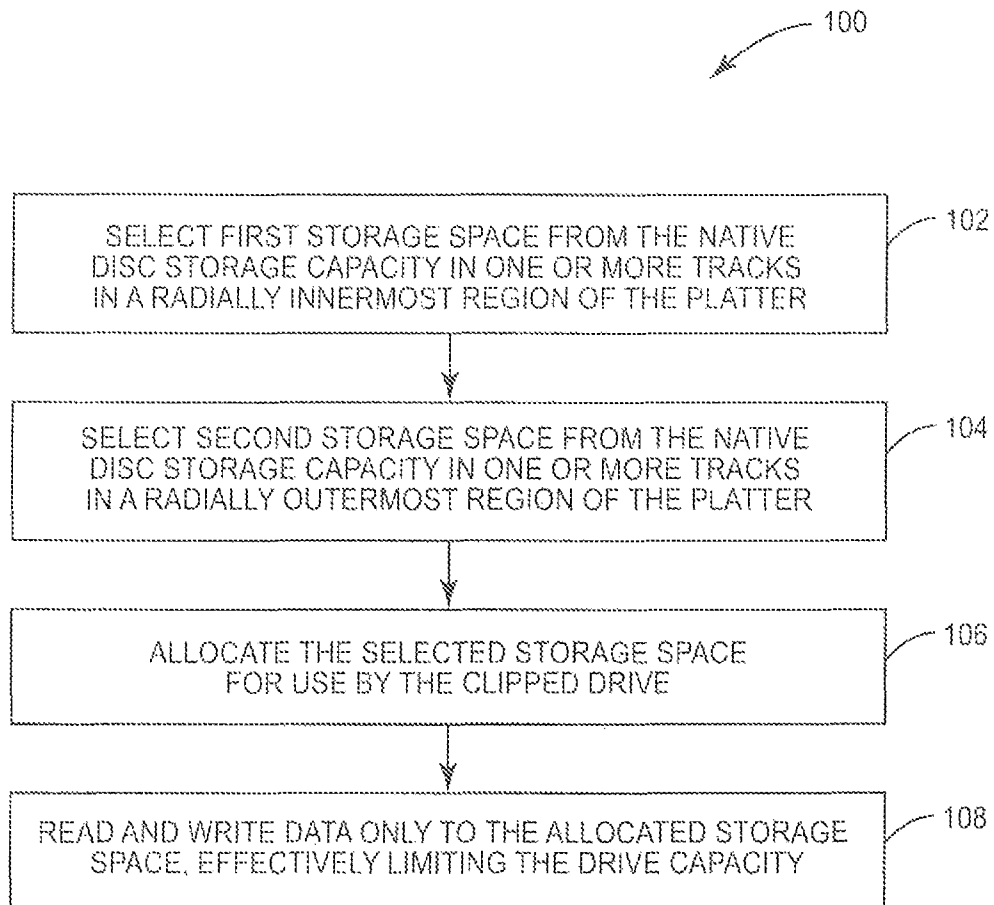 100
SELECT FIRST STORAGE SPACE FROM THE NATIVE
DISC STORAGE CAPACITY IN ONE OR MORE TRACKS
IN A RADIALLY INNERMOST REGION OF THE PLATTER
102
SELECT SECOND STORAGE SPACE FROM THE NATIVE
DISC STORAGE CAPACITY IN ONE OR MORE TRACKS
IN A RADIALLY OUTERMOST REGION OF THE PLATTER
104
ALLOCATE THE SELECTED STORAGE SPACE
FOR USE BY THE CLIPPED DRIVE
106
READ AND WRITE DATA ONLY TO THE ALLOCATED STORAGE
SPACE, EFFECTIVELY LIMITING THE DRIVE CAPACITY
108